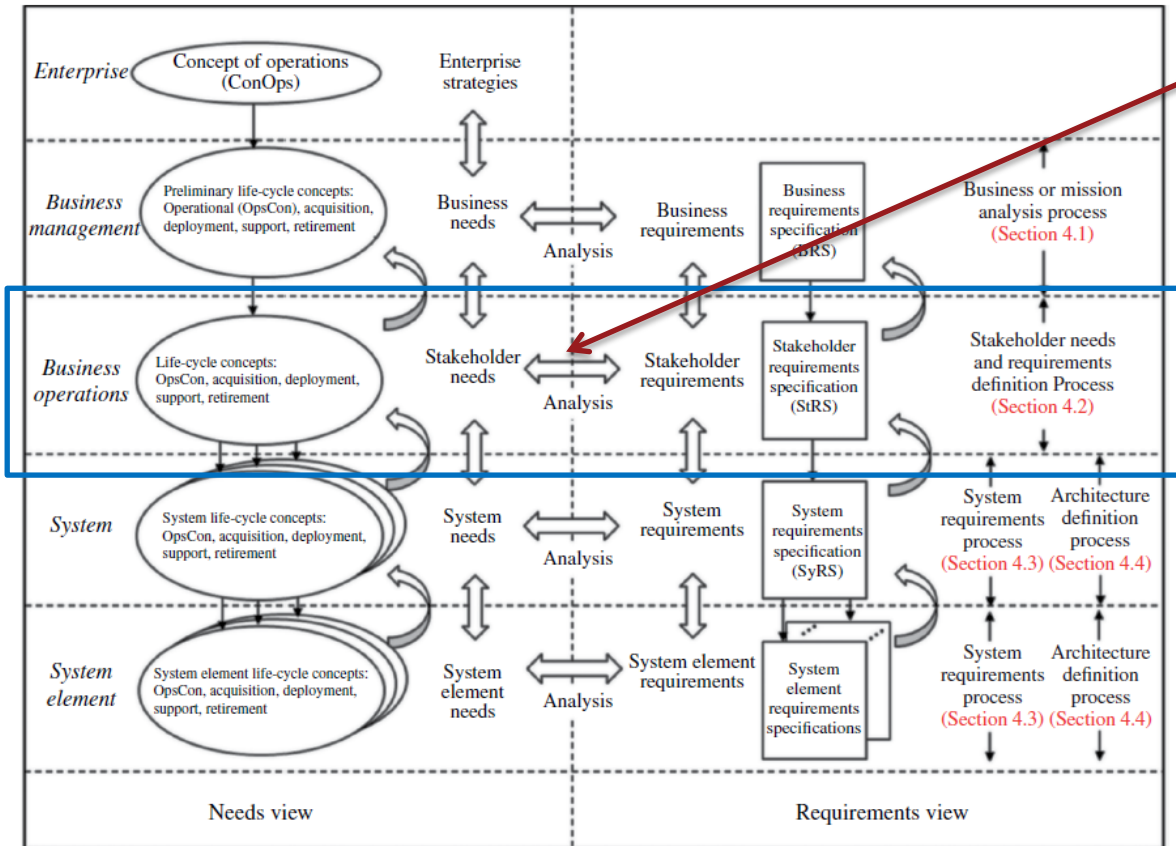 Enterprise
Concept of operations
(ConOps)
Enterprise
strategies
Business
management
Preliminary life-cycle concepts:
Operational (OpsCon), acquisition,
deployment, support, retirement
Business
needs
Analysis
Business
requirements
Business
requirements
specification
(BRS)
Business or mission
analysis process
(Section 4.1)
Business
operations
Life-cycle concepts:
OpsCon, acquisition, deployment,
support, retirement
Stakeholder
needs
Analysis
Stakeholder
requirements
Stakeholder
requirements
specification
(StRS)
Stakeholder needs
and requirements
definition Process
(Section 4.2)
System
System life-cycle concepts:
OpsCon, acquisition, deployment,
support, retirement
System
needs
Analysis
System
requirements
System
requirements
specification
(SyRS)
System
requirements
process
(Section 4.3)
Architecture
definition
process
(Section 4.4)
System
element
System element life-cycle concepts:
OpsCon, acquisition, deployment,
support, retirement
System
element
needs
Analysis
System element
requirements
System
element
requirements
specifications
System
requirements
process
(Section 4.3)
Architecture
definition
process
(Section 4.4)
Needs view
Requirements view